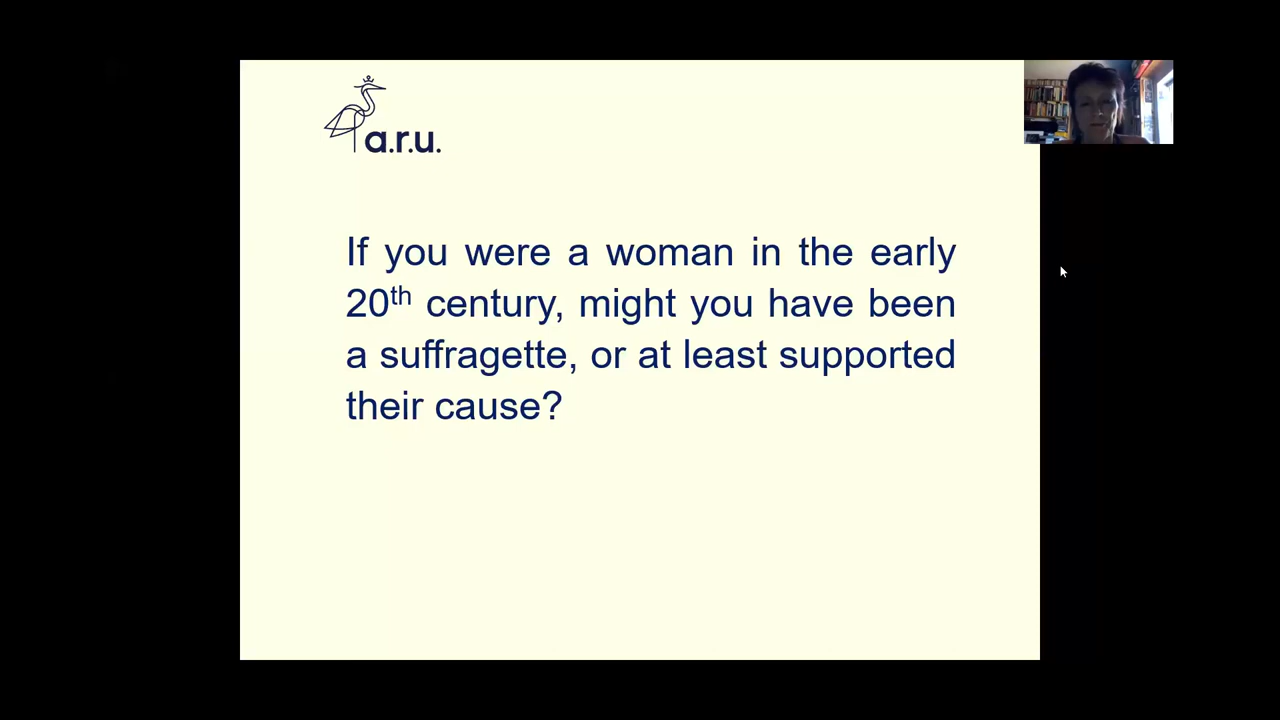 a.r.u.
If you were a woman in the early
20th century, might you have been
a suffragette, or at least supported
their cause?